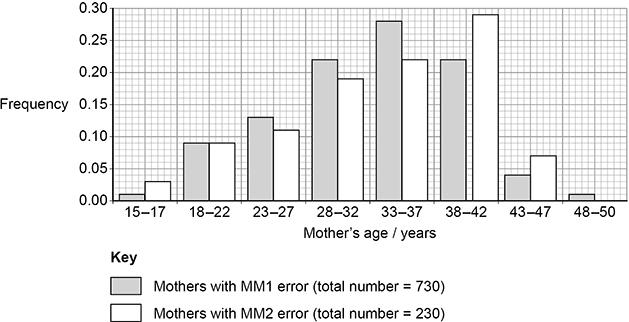 0.30
0.25
0.20
Frequency 0.15
0.10
0.05
0.00
15–17 18–22 23–27 28–32 33–37 38–42 43–47 48–50
Mother's age / years
Key
Mothers with MM1 error (total number = 730)
Mothers with MM2 error (total number = 230)